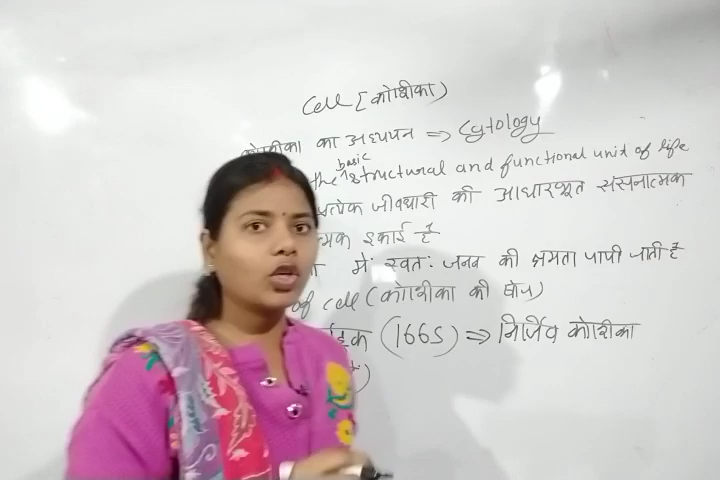 Cell [कोशिका)
कोशिका का अध्ययन ⇒ Cytology
the basic structural and functional unit of life
प्रत्येक जीवधारी की आधारभूत संरचनात्मक
इकाई है
में स्वतः जनन की क्षमता पायी जाती है
of cell (कोशिका की खोज)
हुक (1665) ⇒ निर्जिव कोशिका